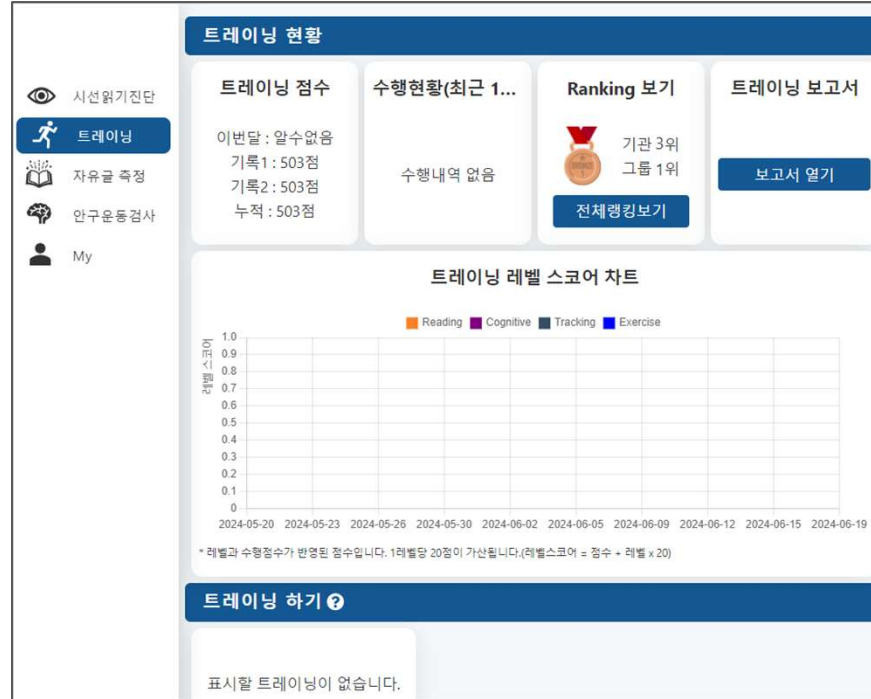 시선읽기진단
트레이닝
자유글 측정
안구운동검사
My
트레이닝 현황
트레이닝 점수
이번달 : 알수없음
기록1 : 503점
기록2 : 503점
누적 : 503점
수행현황(최근 1...
수행내역 없음
Ranking 보기
기관 3위
그룹 1위
전체랭킹보기
트레이닝 보고서
보고서 열기
트레이닝 레벨 스코어 차트
Reading Cognitive Tracking Exercise
레벨 스코어
1.0
0.9
0.8
0.7
0.6
0.5
0.4
0.3
0.2
0.1
0
2024-05-20 2024-05-23 2024-05-26 2024-05-30 2024-06-02 2024-06-05 2024-06-09 2024-06-12 2024-06-15 2024-06-19
* 레벨과 수행점수가 반영된 점수입니다. 1레벨당 20점이 가산됩니다.(레벨스코어 = 점수 + 레벨 x 20)
트레이닝 하기 ?
표시할 트레이닝이 없습니다.